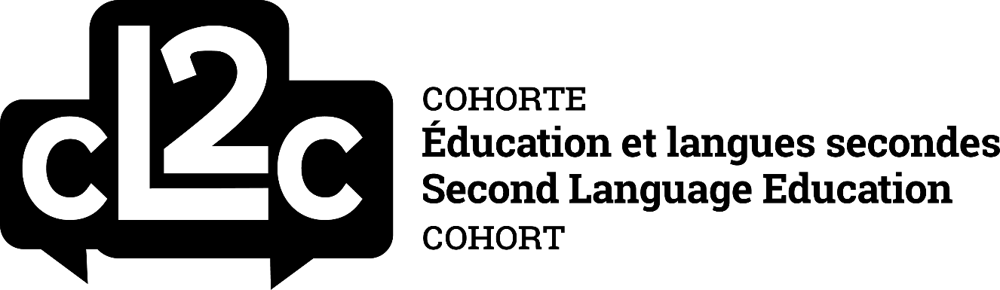 cL2c
COHORTE
Éducation et langues secondes
Second Language Education
COHORT